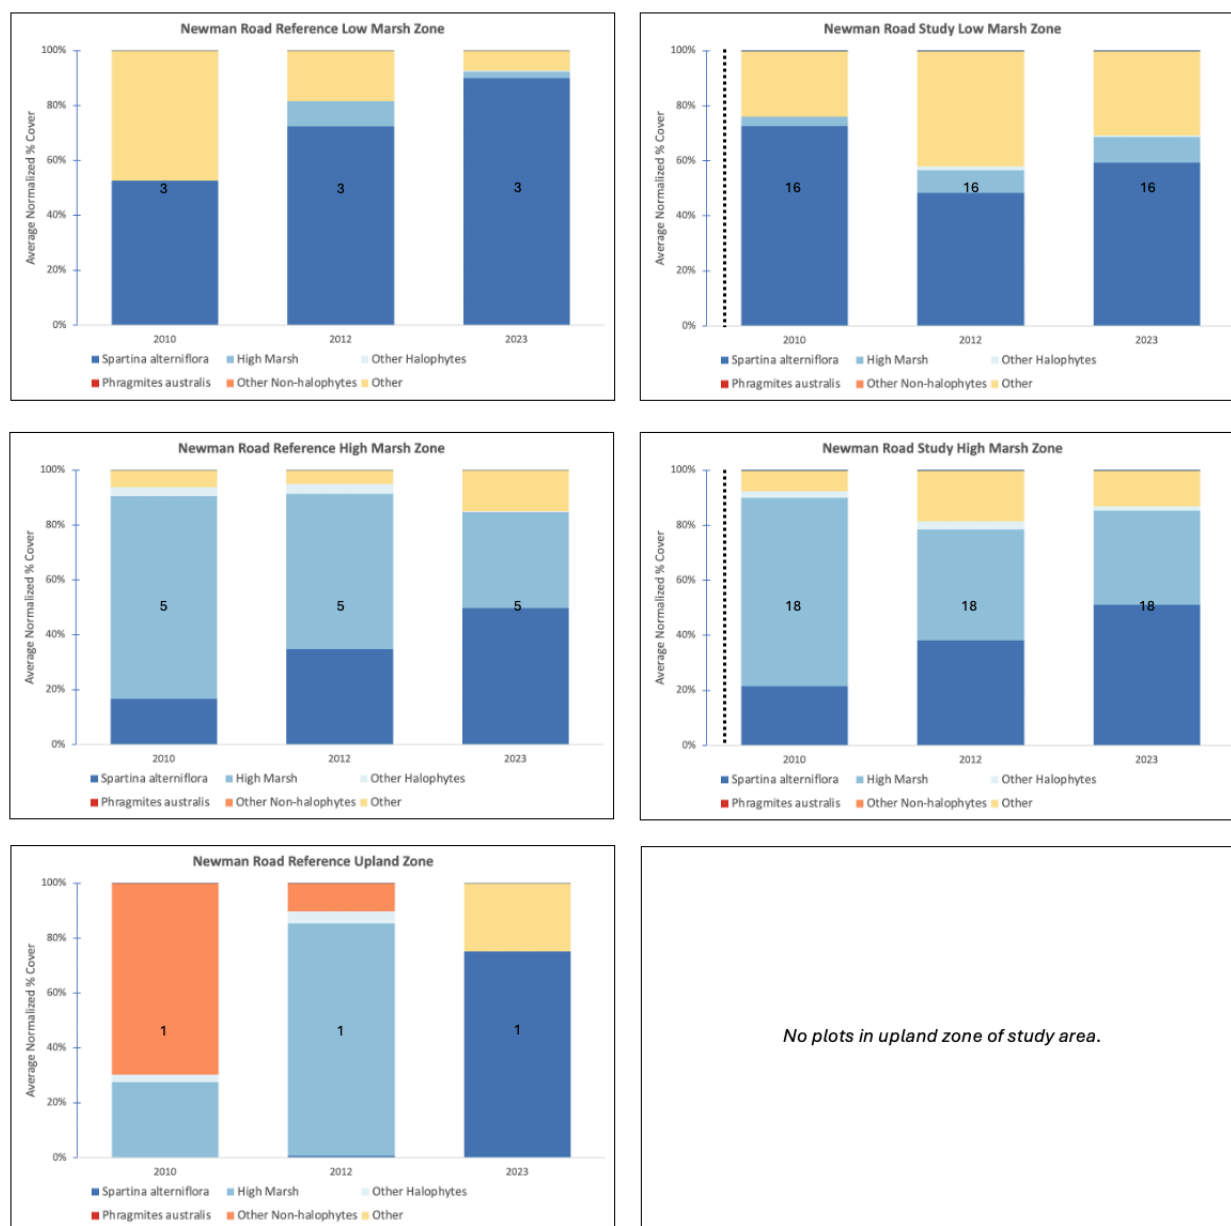 Newman Road Reference Low Marsh Zone
Average Normalized % Cover
100%
80%
60%
40%
20%
0%
3
3
3
2010
2012
2023
Spartina alterniflora
High Marsh
Other Halophytes
Phragmites australis
Other Non-halophytes
Other
Newman Road Study Low Marsh Zone
Average Normalized % Cover
100%
80%
60%
40%
20%
0%
16
16
16
2010
2012
2023
Spartina alterniflora
High Marsh
Other Halophytes
Phragmites australis
Other Non-halophytes
Other
Newman Road Reference High Marsh Zone
Average Normalized % Cover
100%
80%
60%
40%
20%
0%
5
5
5
2010
2012
2023
Spartina alterniflora
High Marsh
Other Halophytes
Phragmites australis
Other Non-halophytes
Other
Newman Road Study High Marsh Zone
Average Normalized % Cover
100%
80%
60%
40%
20%
0%
18
18
18
2010
2012
2023
Spartina alterniflora
High Marsh
Other Halophytes
Phragmites australis
Other Non-halophytes
Other
Newman Road Reference Upland Zone
Average Normalized % Cover
100%
80%
60%
40%
20%
0%
1
1
1
2010
2012
2023
Spartina alterniflora
High Marsh
Other Halophytes
Phragmites australis
Other Non-halophytes
Other
No plots in upland zone of study area.